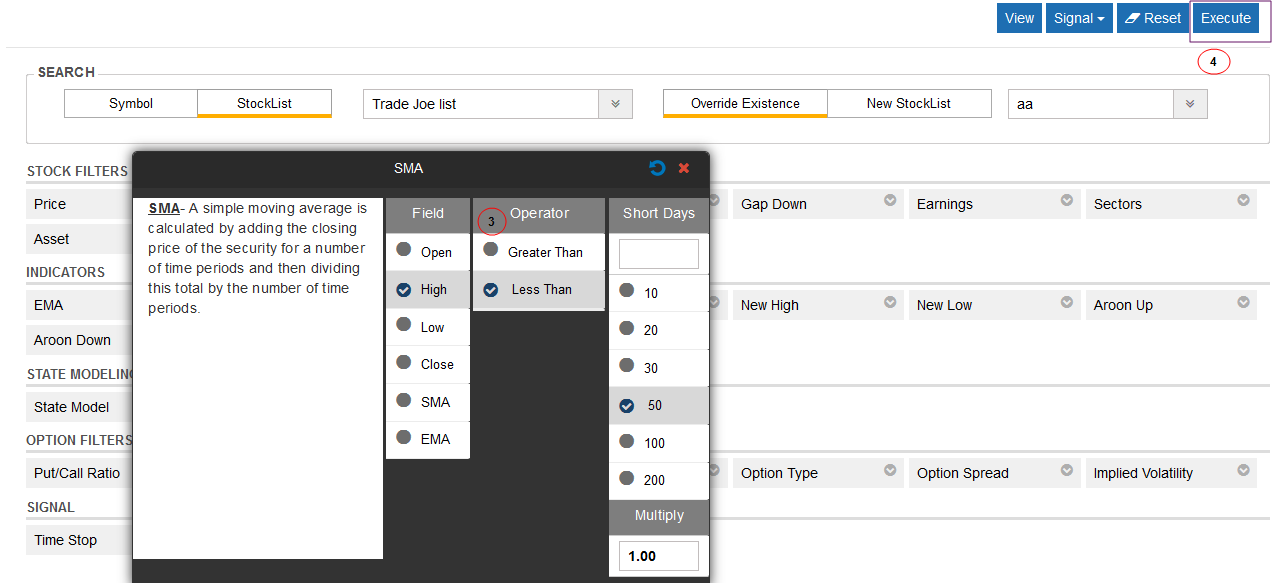 View Signal Reset Execute
4
SEARCH
Symbol StockList Trade Joe list Override Existence New StockList aa
STOCK FILTERS
Price
Gap Down Earnings Sectors
Asset
INDICATORS
EMA
New High New Low Aroon Up
Aroon Down
STATE MODELIN
State Model
OPTION FILTERS
Put/Call Ratio
Option Type Option Spread Implied Volatility
SIGNAL
Time Stop
SMA
SMA- A simple moving average is
calculated by adding the closing
price of the security for a number
of time periods and then dividing
this total by the number of time
periods.
Field
Open
High
Low
Close
SMA
EMA
3 Operator
Greater Than
Less Than
Short Days
10
20
30
50
100
200
Multiply
1.00